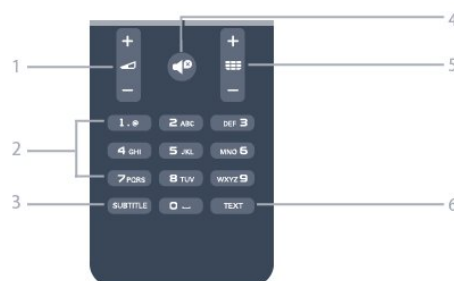 4
+ +
1 5
− −
1.@ 2 ABC DEF 3
2
4 GHI 5 JKL MNO 6
7 PQRS 8 TUV WXYZ 9
3 SUBTITLE 0 ⎵ TEXT 6